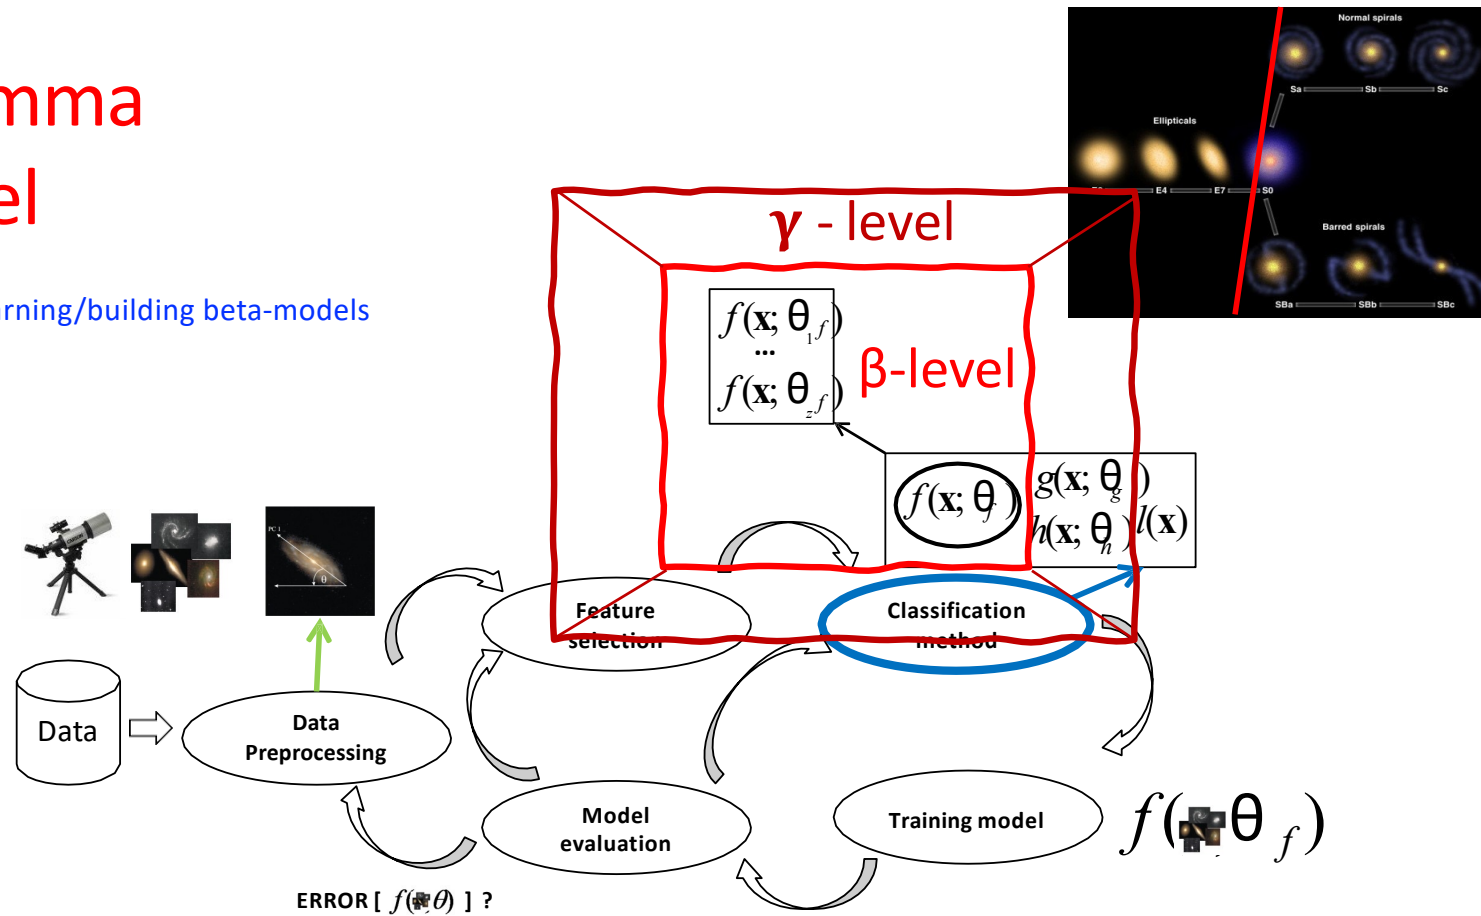 mma
el
rning/building beta-models
Normal spirals
Sa
Sb
Sc
Ellipticals
E4
E7
S0
Barred spirals
SBa
SBb
SBc
γ - level
f(x; θ₁f)
...
f(x; θzf)
β-level
f(x; θf)
g(x; θg)
h(x; θh)
l(x)
PC 1
θ
Feature
selection
Classification
method
Data
Data
Preprocessing
Model
evaluation
Training model
f( , θf)
ERROR [ f( , θ) ] ?